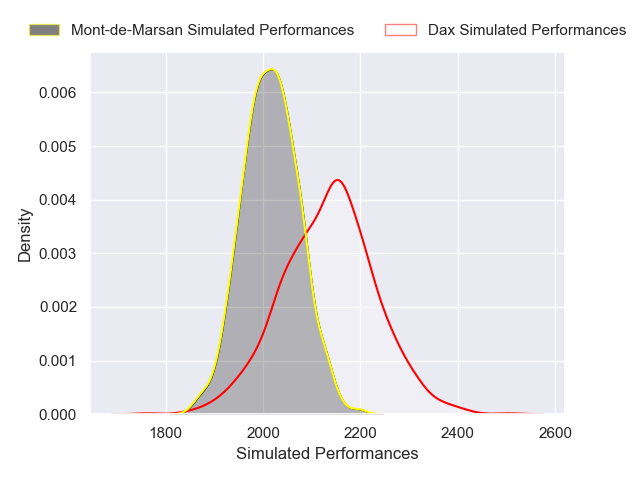 Mont-de-Marsan Simulated Performances
Dax Simulated Performances
0.006
0.005
0.004
0.003
0.002
0.001
0.000
Density
1800 2000 2200 2400 2600
Simulated Performances